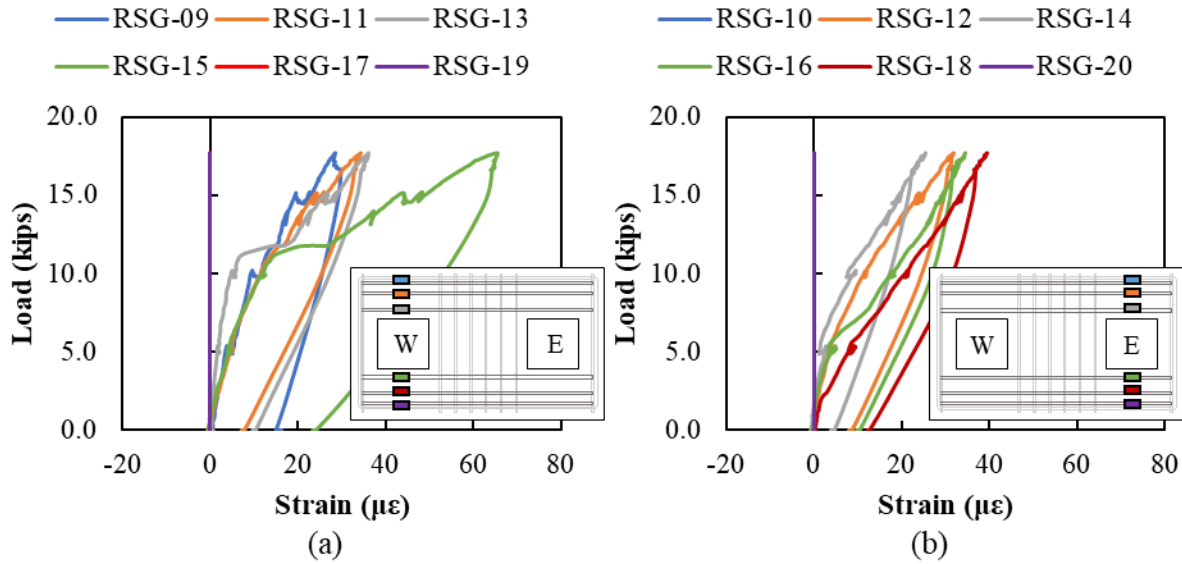 RSG-09 RSG-11 RSG-13
RSG-15 RSG-17 RSG-19
20.0
15.0
10.0
5.0
0.0
-20 0 20 40 60 80
Load (kips)
Strain (με)
W E
(a)
RSG-10 RSG-12 RSG-14
RSG-16 RSG-18 RSG-20
20.0
15.0
10.0
5.0
0.0
-20 0 20 40 60 80
Load (kips)
Strain (με)
W E
(b)